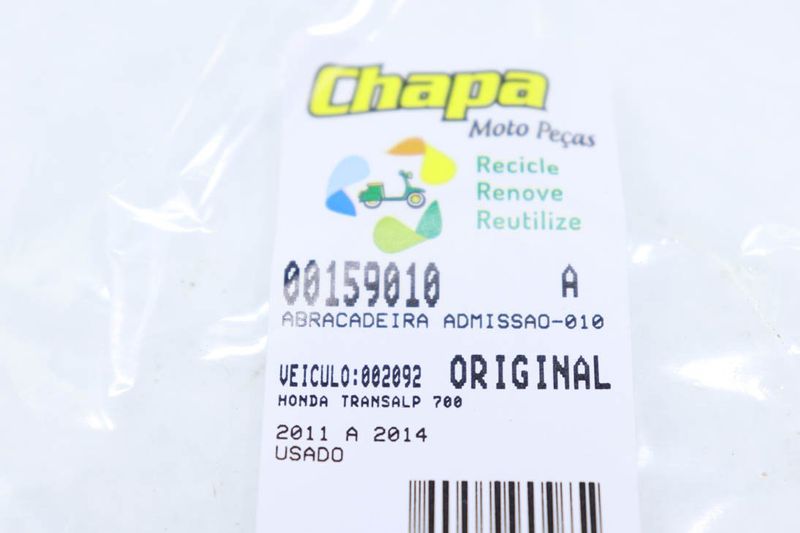 Chapa
Moto Peças
Recicle
Renove
Reutilize
00159010 A
ABRACADEIRA ADMISSAO-010
VEICULO:002092 ORIGINAL
HONDA TRANSALP 700
2011 A 2014
USADO